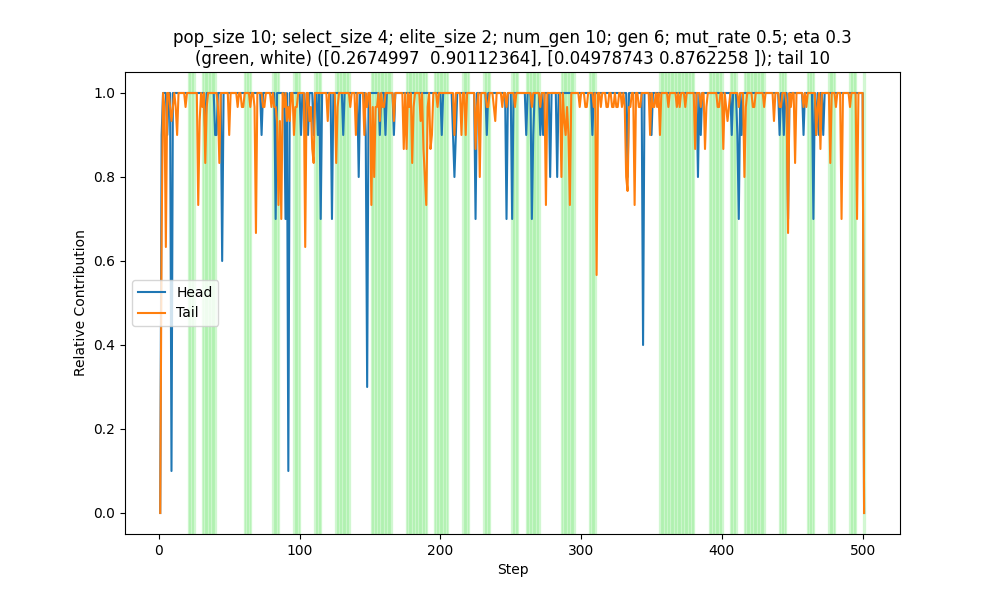 pop_size 10; select_size 4; elite_size 2; num_gen 10; gen 6; mut_rate 0.5; eta 0.3
(green, white) ([0.2674997  0.90112364], [0.04978743 0.8762258 ]); tail 10
1.0
0.8
0.6
0.4
0.2
0.0
Relative Contribution
Head
Tail
0
100
200
300
400
500
Step